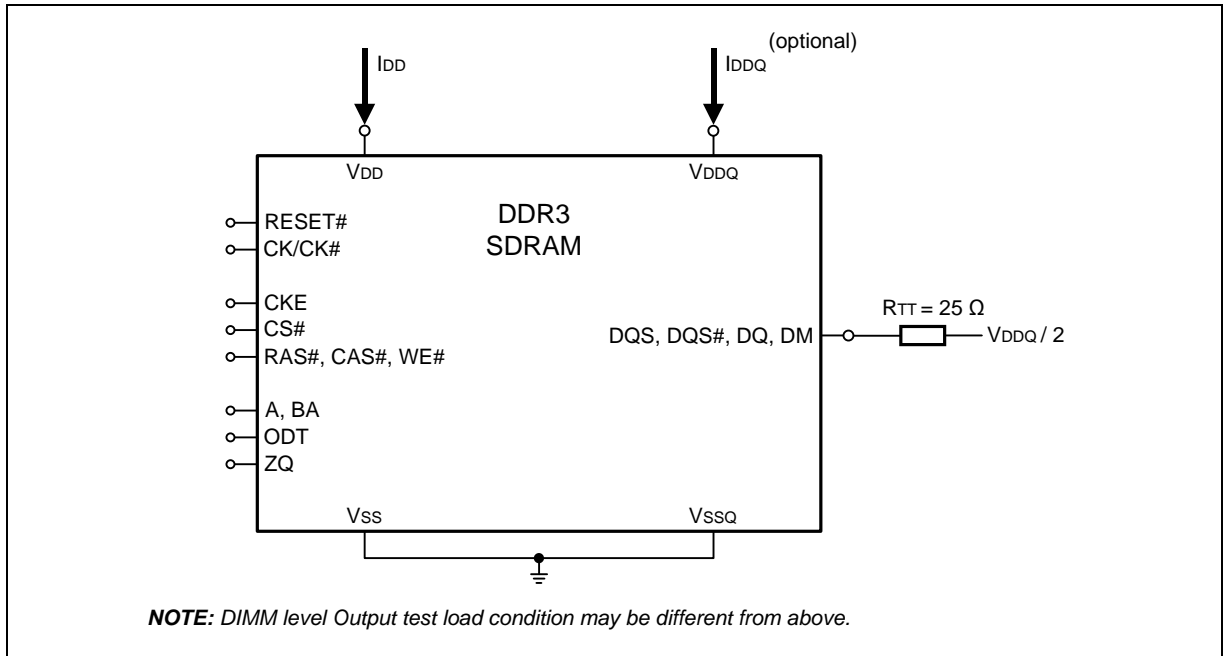 (optional)
IDD
IDDQ
VDD
VDDQ
DDR3
SDRAM
RESET#
CK/CK#
CKE
CS#
RAS#, CAS#, WE#
A, BA
ODT
ZQ
DQS, DQS#, DQ, DM
RTT = 25 Ω
VDDQ / 2
VSS
VSSQ
NOTE: DIMM level Output test load condition may be different from above.